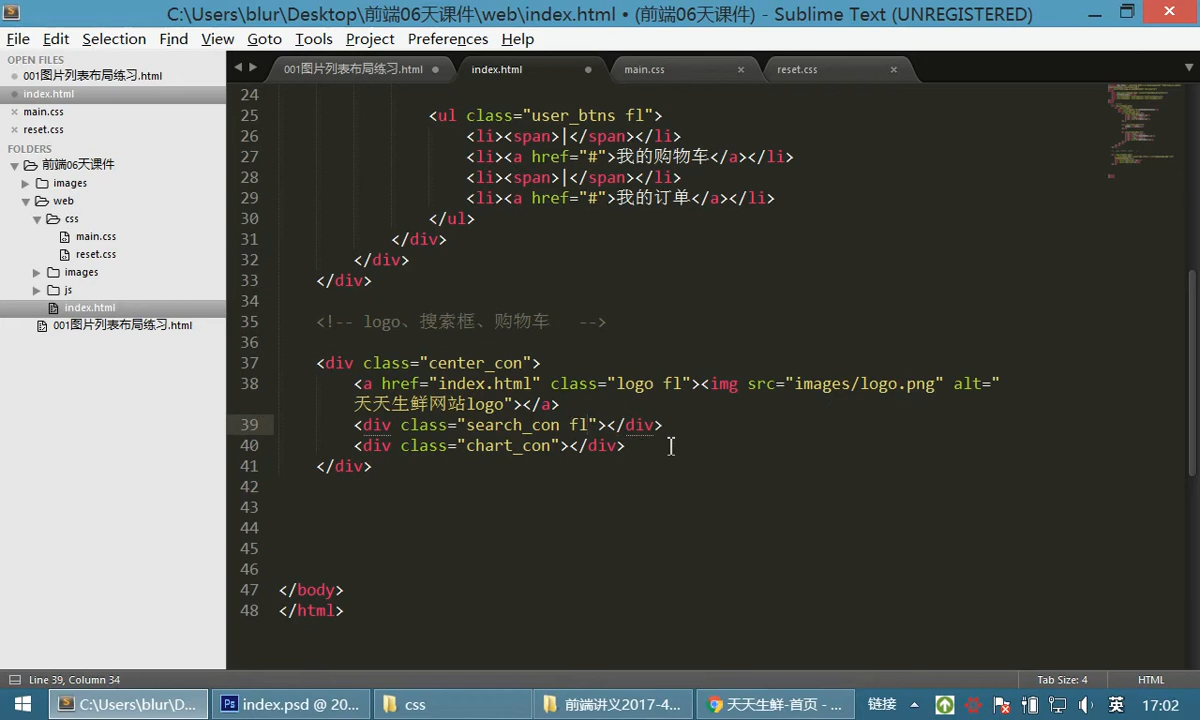 C:\Users\blur\Desktop\前端06天课件\web\index.html • (前端06天课件) - Sublime Text (UNREGISTERED)
File Edit Selection Find View Goto Tools Project Preferences Help
OPEN FILES
001图片列表布局练习.html
index.html
main.css
reset.css
FOLDERS
前端06天课件
images
web
css
main.css
reset.css
images
js
index.html
001图片列表布局练习.html
001图片列表布局练习.html index.html main.css reset.css
24
25 <ul class="user_btns fl">
26 <li><span>|</span></li>
27 <li><a href="#">我的购物车</a></li>
28 <li><span>|</span></li>
29 <li><a href="#">我的订单</a></li>
30 </ul>
31 </div>
32 </div>
33 </div>
34
35 <!-- logo、搜索框、购物车 -->
36
37 <div class="center_con">
38 <a href="index.html" class="logo fl"><img src="images/logo.png" alt="
天天生鲜网站logo"></a>
39 <div class="search_con fl"></div>
40 <div class="chart_con"></div>
41 </div>
42
43
44
45
46
47 </body>
48 </html>
Line 39, Column 34 Tab Size: 4 HTML
C:\Users\blur\D... index.psd @ 20... css 前端讲义2017-4... 天天生鲜-首页 - ... 链接 英 17:02